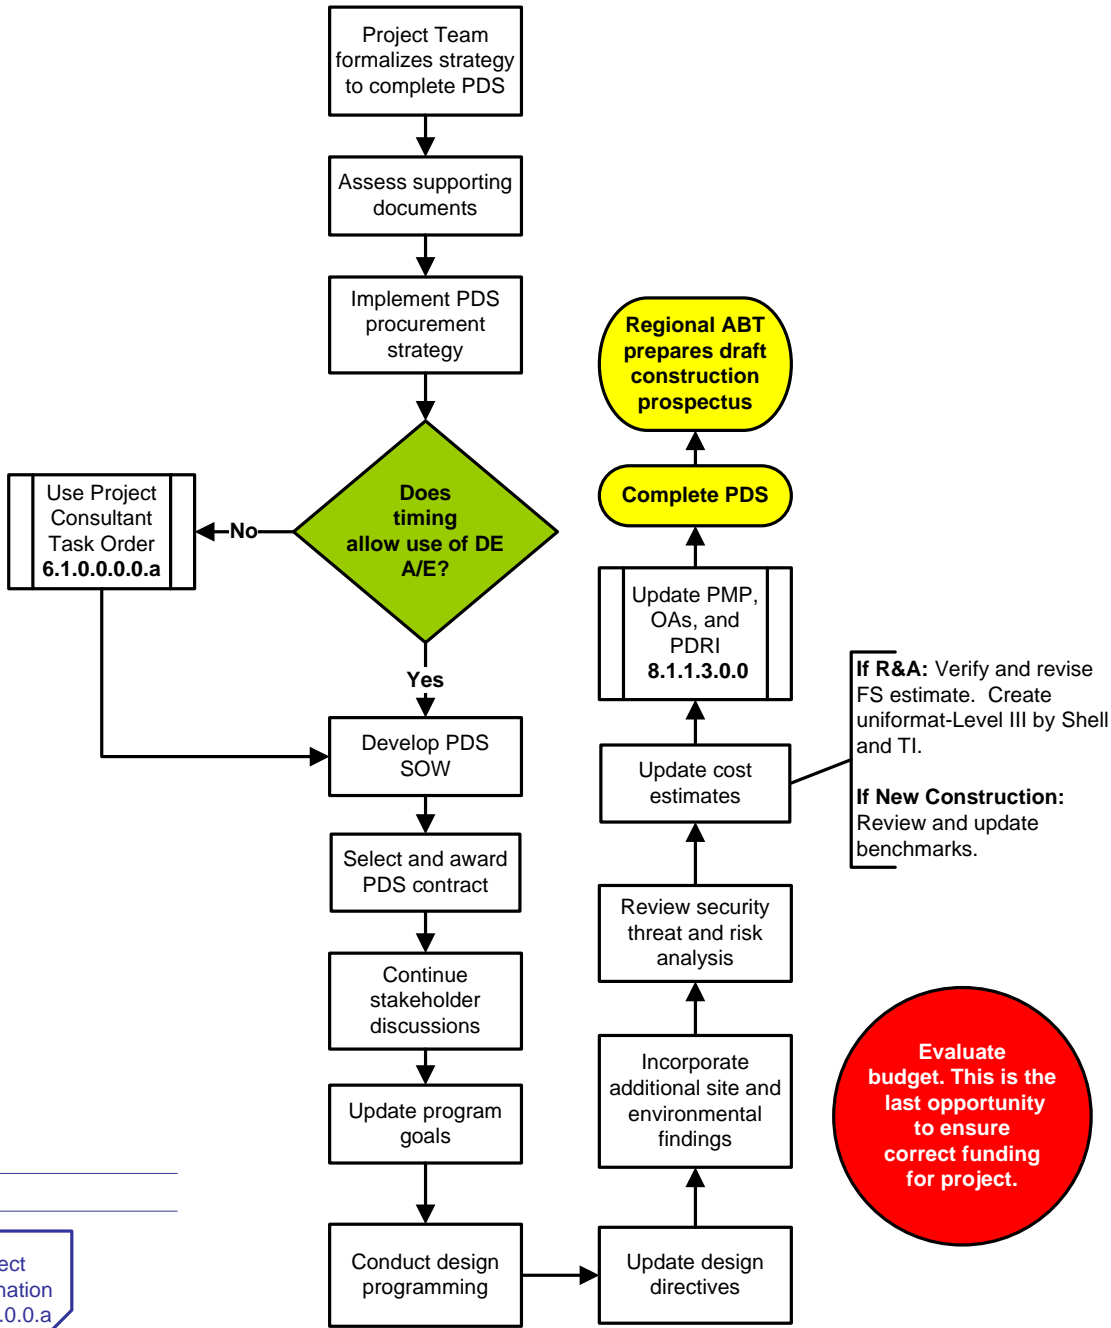 Project Team
formalizes strategy
to complete PDS
Assess supporting
documents
Implement PDS
procurement
strategy
Does
timing
allow use of DE
A/E?
No
Use Project
Consultant
Task Order
6.1.0.0.0.0.a
Yes
Develop PDS
SOW
Select and award
PDS contract
Continue
stakeholder
discussions
Update program
goals
Conduct design
programming
Update design
directives
Incorporate
additional site and
environmental
findings
Review security
threat and risk
analysis
Update cost
estimates
If R&A: Verify and revise
FS estimate.  Create
uniformat-Level III by Shell
and TI.
If New Construction:
Review and update
benchmarks.
Update PMP,
OAs, and
PDRI
8.1.1.3.0.0
Complete PDS
Regional ABT
prepares draft
construction
prospectus
Evaluate
budget. This is the
last opportunity
to ensure
correct funding
for project.
ect
nation
.0.0.a